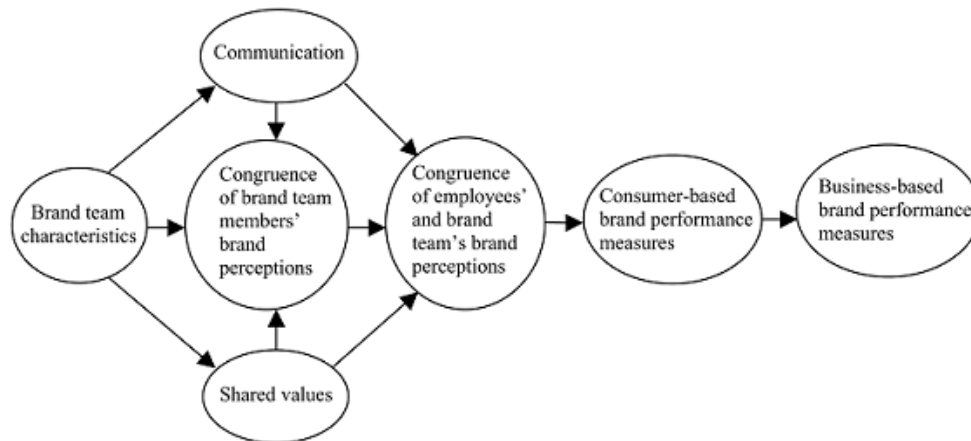 Communication
Brand team
characteristics
Congruence
of brand team
members’
brand
perceptions
Congruence
of employees’
and brand
team’s brand
perceptions
Consumer-based
brand performance
measures
Business-based
brand performance
measures
Shared values